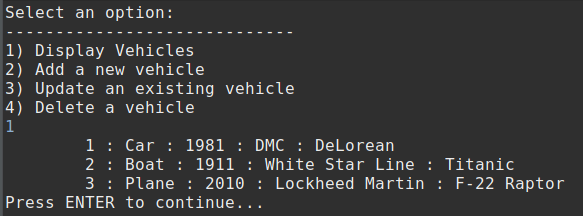 Select an option:
-----------------------------
1) Display Vehicles
2) Add a new vehicle
3) Update an existing vehicle
4) Delete a vehicle
1
        1 : Car : 1981 : DMC : DeLorean
        2 : Boat : 1911 : White Star Line : Titanic
        3 : Plane : 2010 : Lockheed Martin : F-22 Raptor
Press ENTER to continue...